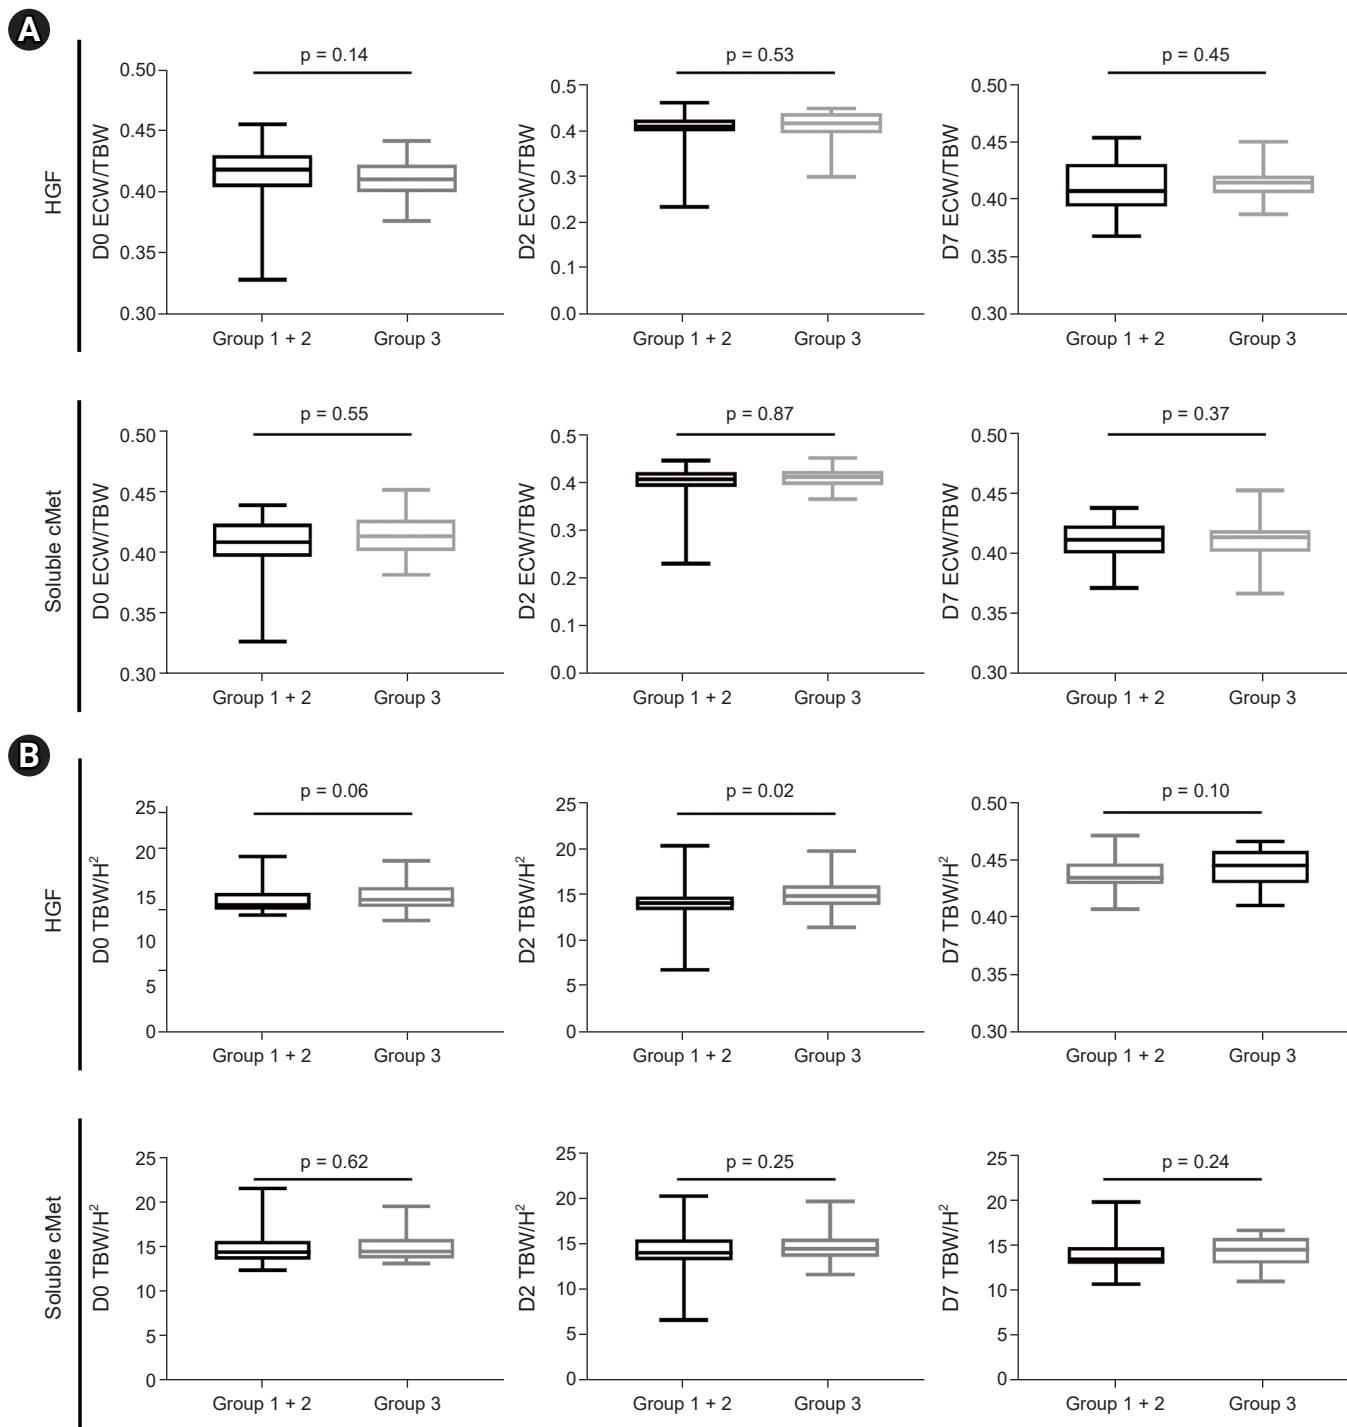 A
HGF
D0 ECW/TBW
p = 0.14
0.50
0.45
0.40
0.35
0.30
Group 1 + 2
Group 3
D2 ECW/TBW
p = 0.53
0.5
0.4
0.3
0.2
0.1
0.0
Group 1 + 2
Group 3
D7 ECW/TBW
p = 0.45
0.50
0.45
0.40
0.35
0.30
Group 1 + 2
Group 3
Soluble cMet
D0 ECW/TBW
p = 0.55
0.50
0.45
0.40
0.35
0.30
Group 1 + 2
Group 3
D2 ECW/TBW
p = 0.87
0.5
0.4
0.3
0.2
0.1
0.0
Group 1 + 2
Group 3
D7 ECW/TBW
p = 0.37
0.50
0.45
0.40
0.35
0.30
Group 1 + 2
Group 3
B
HGF
D0 TBW/H²
p = 0.06
25
20
15
10
5
0
Group 1 + 2
Group 3
D2 TBW/H²
p = 0.02
25
20
15
10
5
0
Group 1 + 2
Group 3
D7 TBW/H²
p = 0.10
0.50
0.45
0.40
0.35
0.30
Group 1 + 2
Group 3
Soluble cMet
D0 TBW/H²
p = 0.62
25
20
15
10
5
0
Group 1 + 2
Group 3
D2 TBW/H²
p = 0.25
25
20
15
10
5
0
Group 1 + 2
Group 3
D7 TBW/H²
p = 0.24
25
20
15
10
5
0
Group 1 + 2
Group 3